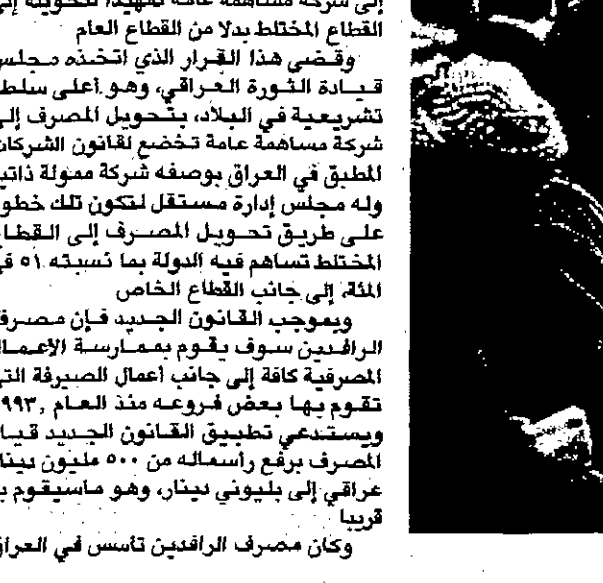 إلى شركة مساهمة عامة تمهيدا لتحويله إلى
القطاع المختلط بدلا من القطاع العام
وقضي هذا القرار الذي اتخذه مجلس
قيادة الثورة العراقي، وهو أعلى سلطة
تشريعية في البلاد، بتحويل المصرف إلى
شركة مساهمة عامة تخضع لقانون الشركات
المطبق في العراق بوصفه شركة ممولة ذاتيا
وله مجلس إدارة مستقل لتكون تلك خطوة
على طريق تحويل المصرف إلى القطاع
المختلط تساهم فيه الدولة بما نسبته ٥١ في
المئة، إلى جانب القطاع الخاص
وبموجب القانون الجديد فإن مصرف
الرافدين سوف يقوم بممارسة الأعمال
المصرفية كافة إلى جانب أعمال الصيرفة التي
تقوم بها بعض فروعه منذ العام ,٩٩٣
ويستدعي تطبيق القانون الجديد قيا
المصرف برفع رأسماله من ٥٠٠ مليون دينا
عراقي إلى بليوني دينار، وهو ماسيقوم ب
قريبا
وكان مصرف الرافدين تأسس في العراق